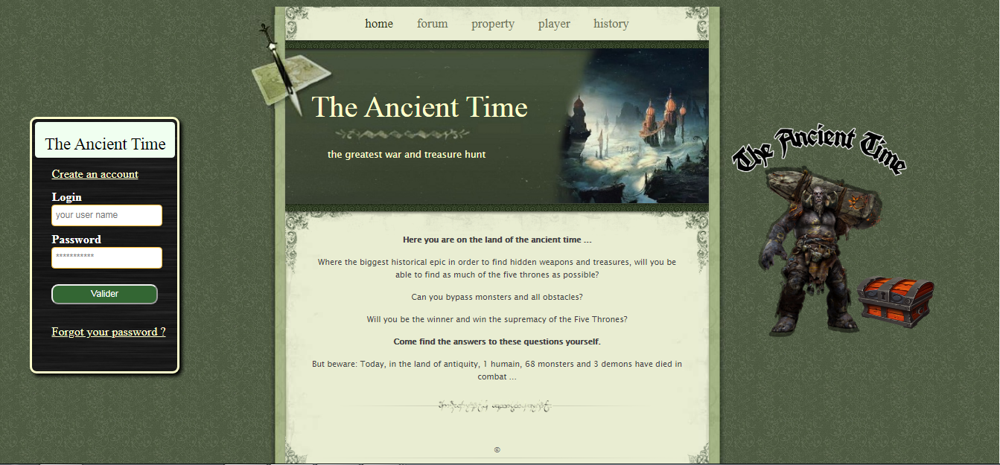 home forum property player history
The Ancient Time
the greatest war and treasure hunt
The Ancient Time
Create an account
Login
your user name
Password
***********
Valider
Forgot your password ?
Here you are on the land of the ancient time ...
Where the biggest historical epic in order to find hidden weapons and treasures, will you be
able to find as much of the five thrones as possible?
Can you bypass monsters and all obstacles?
Will you be the winner and win the supremacy of the Five Thrones?
Come find the answers to these questions yourself.
But beware: Today, in the land of antiquity, 1 humain, 68 monsters and 3 demons have died in
combat ...
©
The Ancient Time